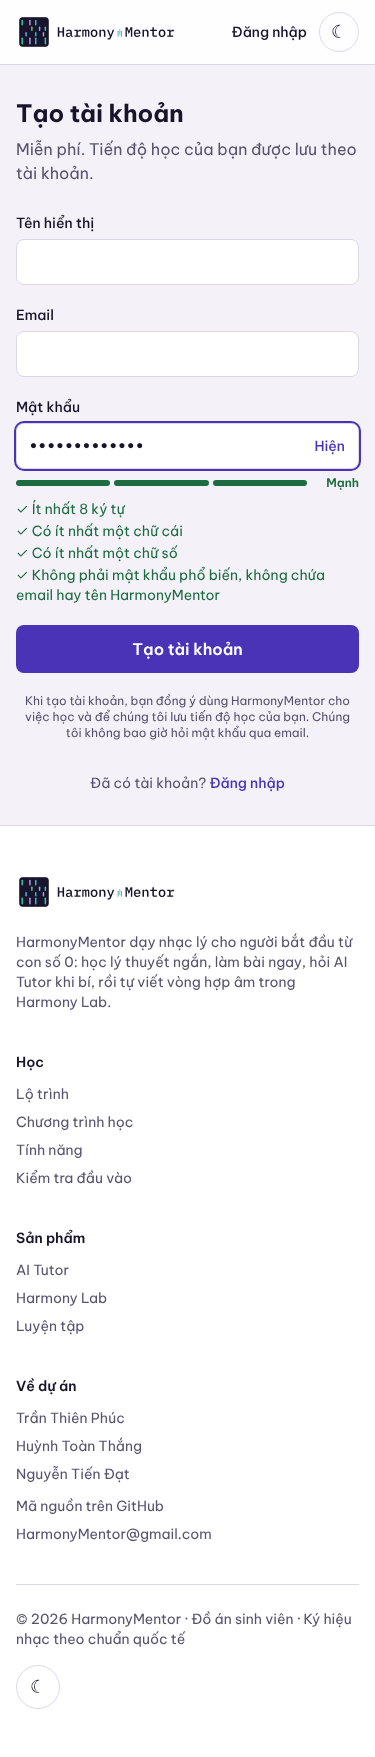 Harmony Mentor
Đăng nhập
Tạo tài khoản
Miễn phí. Tiến độ học của bạn được lưu theo
tài khoản.
Tên hiển thị
Email
Mật khẩu
•••••••••••••
Hiện
Mạnh
✓ Ít nhất 8 ký tự
✓ Có ít nhất một chữ cái
✓ Có ít nhất một chữ số
✓ Không phải mật khẩu phổ biến, không chứa
email hay tên HarmonyMentor
Tạo tài khoản
Khi tạo tài khoản, bạn đồng ý dùng HarmonyMentor cho
việc học và để chúng tôi lưu tiến độ học của bạn. Chúng
tôi không bao giờ hỏi mật khẩu qua email.
Đã có tài khoản? Đăng nhập
Harmony Mentor
HarmonyMentor dạy nhạc lý cho người bắt đầu từ
con số 0: học lý thuyết ngắn, làm bài ngay, hỏi AI
Tutor khi bí, rồi tự viết vòng hợp âm trong
Harmony Lab.
Học
Lộ trình
Chương trình học
Tính năng
Kiểm tra đầu vào
Sản phẩm
AI Tutor
Harmony Lab
Luyện tập
Về dự án
Trần Thiên Phúc
Huỳnh Toàn Thắng
Nguyễn Tiến Đạt
Mã nguồn trên GitHub
HarmonyMentor@gmail.com
© 2026 HarmonyMentor · Đồ án sinh viên · Ký hiệu
nhạc theo chuẩn quốc tế